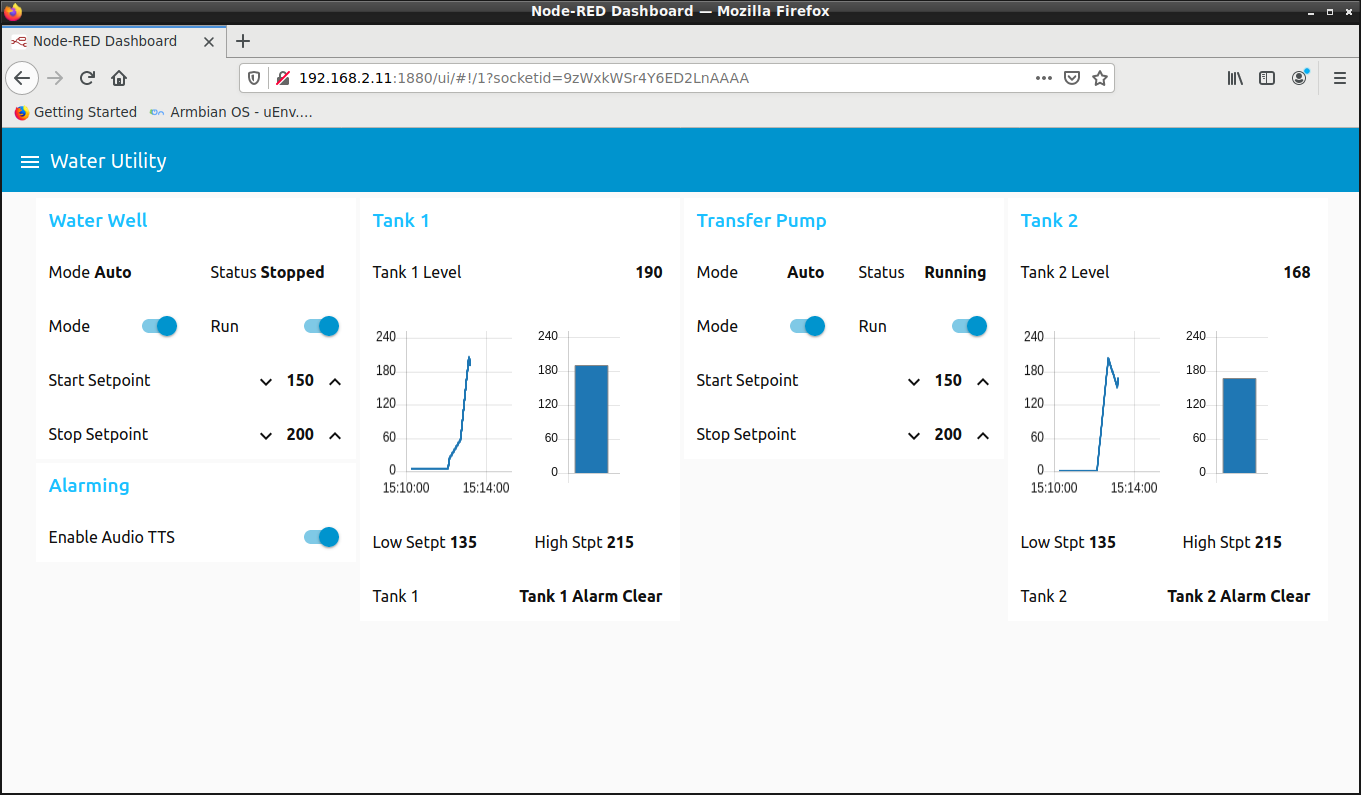 Node-RED Dashboard — Mozilla Firefox
Node-RED Dashboard
192.168.2.11:1880/ui/#!/1?socketid=9zWxkWSr4Y6ED2LnAAAA
Getting Started Armbian OS - uEnv....
Water Utility
Water Well
Mode Auto Status Stopped
Mode Run
Start Setpoint 150
Stop Setpoint 200
Alarming
Enable Audio TTS
Tank 1
Tank 1 Level 190
240
180
120
60
0
15:10:00 15:14:00
240
180
120
60
0
Low Setpt 135 High Stpt 215
Tank 1 Tank 1 Alarm Clear
Transfer Pump
Mode Auto Status Running
Mode Run
Start Setpoint 150
Stop Setpoint 200
Tank 2
Tank 2 Level 168
240
180
120
60
0
15:10:00 15:14:00
240
180
120
60
0
Low Stpt 135 High Stpt 215
Tank 2 Tank 2 Alarm Clear